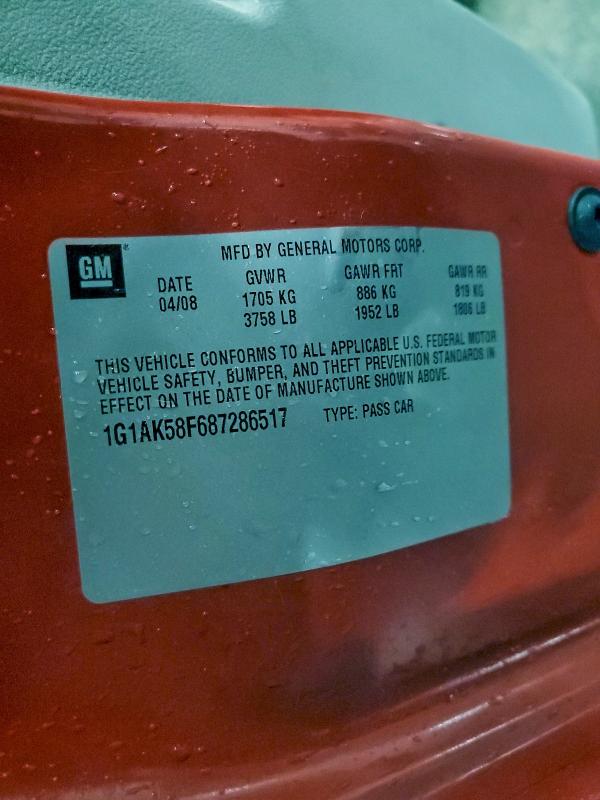 GM
MFD BY GENERAL MOTORS CORP.
DATE GVWR GAWR FRT GAWR RR
04/08 1705 KG 886 KG 819 KG
3758 LB 1952 LB 1806 LB
THIS VEHICLE CONFORMS TO ALL APPLICABLE U.S. FEDERAL MOTOR
VEHICLE SAFETY, BUMPER, AND THEFT PREVENTION STANDARDS IN
EFFECT ON THE DATE OF MANUFACTURE SHOWN ABOVE.
1G1AK58F687286517 TYPE: PASS CAR